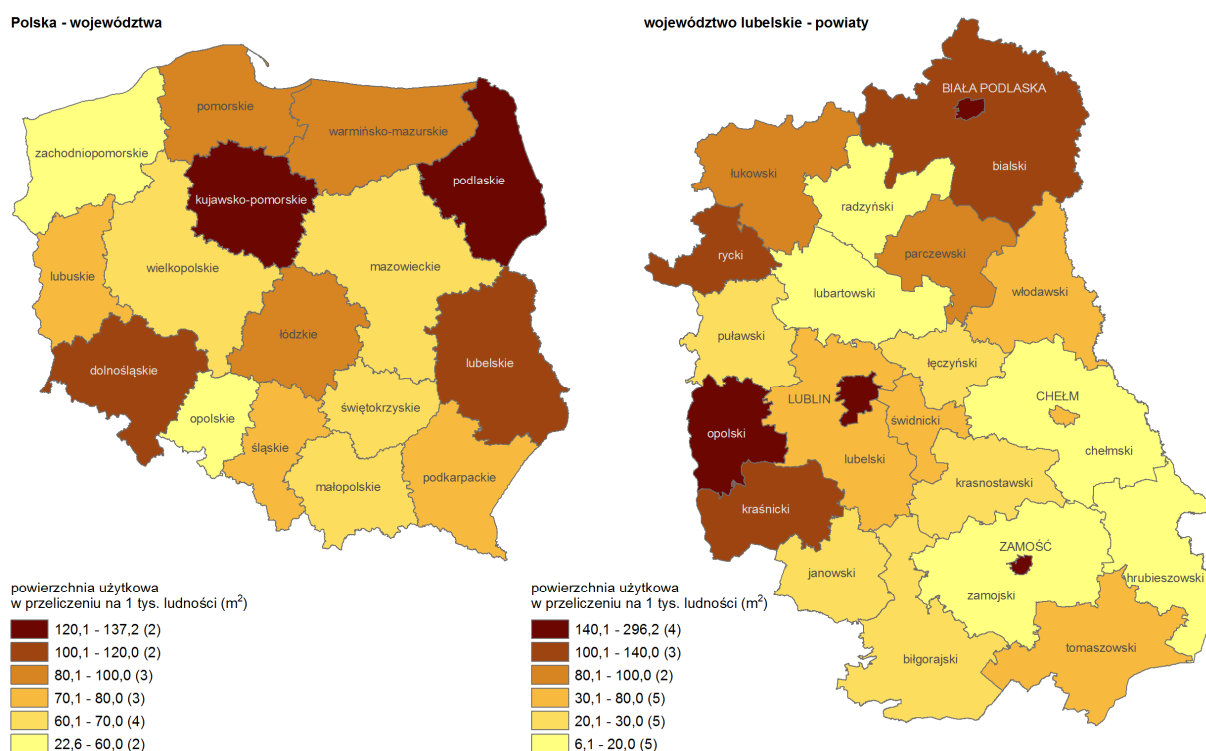 Polska - województwa
pomorskie
warmińsko-mazurskie
zachodniopomorskie
podlaskie
kujawsko-pomorskie
lubuskie
wielkopolskie
mazowieckie
łódzkie
dolnośląskie
lubelskie
opolskie
świętokrzyskie
śląskie
małopolskie
podkarpackie
powierzchnia użytkowa
w przeliczeniu na 1 tys. ludności (m²)
120,1 - 137,2 (2)
100,1 - 120,0 (2)
80,1 - 100,0 (3)
70,1 - 80,0 (3)
60,1 - 70,0 (4)
22,6 - 60,0 (2)
województwo lubelskie - powiaty
BIAŁA PODLASKA
bialski
łukowski
radzyński
rycki
parczewski
lubartowski
włodawski
puławski
łęczyński
LUBLIN
CHEŁM
świdnicki
opolski
lubelski
chełmski
krasnostawski
kraśnicki
ZAMOŚĆ
janowski
hrubieszowski
zamojski
tomaszowski
biłgorajski
powierzchnia użytkowa
w przeliczeniu na 1 tys. ludności (m²)
140,1 - 296,2 (4)
100,1 - 140,0 (3)
80,1 - 100,0 (2)
30,1 - 80,0 (5)
20,1 - 30,0 (5)
6,1 - 20,0 (5)